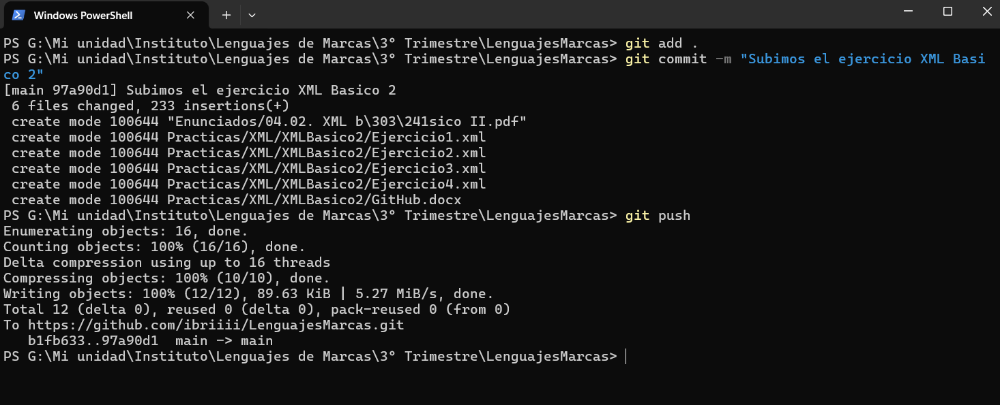 Windows PowerShell
PS G:\Mi unidad\Instituto\Lenguajes de Marcas\3° Trimestre\LenguajesMarcas> git add .
PS G:\Mi unidad\Instituto\Lenguajes de Marcas\3° Trimestre\LenguajesMarcas> git commit -m "Subimos el ejercicio XML Basi
co 2"
[main 97a90d1] Subimos el ejercicio XML Basico 2
 6 files changed, 233 insertions(+)
 create mode 100644 "Enunciados/04.02. XML b\303\241sico II.pdf"
 create mode 100644 Practicas/XML/XMLBasico2/Ejercicio1.xml
 create mode 100644 Practicas/XML/XMLBasico2/Ejercicio2.xml
 create mode 100644 Practicas/XML/XMLBasico2/Ejercicio3.xml
 create mode 100644 Practicas/XML/XMLBasico2/Ejercicio4.xml
 create mode 100644 Practicas/XML/XMLBasico2/GitHub.docx
PS G:\Mi unidad\Instituto\Lenguajes de Marcas\3° Trimestre\LenguajesMarcas> git push
Enumerating objects: 16, done.
Counting objects: 100% (16/16), done.
Delta compression using up to 16 threads
Compressing objects: 100% (10/10), done.
Writing objects: 100% (12/12), 89.63 KiB | 5.27 MiB/s, done.
Total 12 (delta 0), reused 0 (delta 0), pack-reused 0 (from 0)
To https://github.com/ibriiii/LenguajesMarcas.git
   b1fb633..97a90d1  main -> main
PS G:\Mi unidad\Instituto\Lenguajes de Marcas\3° Trimestre\LenguajesMarcas>